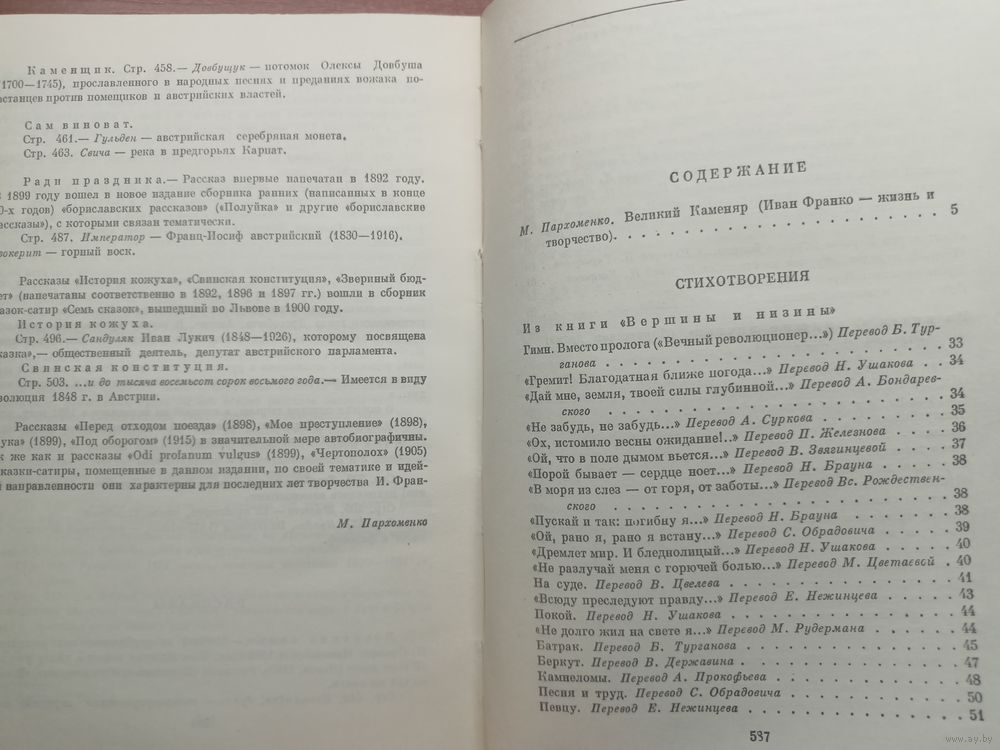 Каменщик. Стр. 458.— Довбущук — потомок Олексы Довбуша
1700—1745), прославленного в народных песнях и преданиях вожака по-
станцев против помещиков и австрийских властей.
Сам виноват.
Стр. 461.— Гульден — австрийская серебряная монета.
Стр. 463. Свича — река в предгорьях Карпат.
Ради праздника.— Рассказ впервые напечатан в 1892 году.
1899 году вошел в новое издание сборника ранних (написанных в конце
0-х годов) «бориславских рассказов» («Полуйка» и другие «бориславские
рассказы»), с которыми связан тематически.
Стр. 487. Император — Франц-Иосиф австрийский (1830—1916).
зокерит — горный воск.
Рассказы «История кожуха», «Свинская конституция», «Звериный бюд-
ет» (напечатаны соответственно в 1892, 1896 и 1897 гг.) вошли в сборник
азок-сатир «Семь сказок», вышедший во Львове в 1900 году.
История кожуха.
Стр. 496.— Сандуляк Иван Лукич (1848—1926), которому посвящена
казка,— общественный деятель, депутат австрийского парламента.
Свинская конституция.
Стр. 503. ...и до тысяча восемьсот сорок восьмого года.— Имеется в виду
волюция 1848 г. в Австрии.
Рассказы «Перед отходом поезда» (1898), «Мое преступление» (1898),
ука» (1899), «Под оборогом» (1915) в значительной мере автобиографичны.
к же как и рассказы «Odi profanum vulgus» (1899), «Чертополох» (1905)
казки-сатиры, помещенные в данном издании, по своей тематике и идей-
й направленности они характерны для последних лет творчества И. Фран-
М. Пархоменко
СОДЕРЖАНИЕ
М. Пархоменко. Великий Каменяр (Иван Франко — жизнь и
творчество). 5
СТИХОТВОРЕНИЯ
Из книги «Вершины и низины»
Гимн. Вместо пролога («Вечный революционер...») Перевод Б. Тур-
ганова 33
«Гремит! Благодатная ближе погода...» Перевод Н. Ушакова 34
«Дай мне, земля, твоей силы глубинной...» Перевод А. Бондарев-
ского 34
«Не забудь, не забудь...» Перевод А. Суркова 35
«Ох, истомило весны ожидание!..» Перевод П. Железнова 36
«Ой, что в поле дымом вьется...» Перевод В. Звягинцевой 37
«Порой бывает — сердце ноет...» Перевод Н. Брауна 38
«В моря из слез — от горя, от заботы...» Перевод Вс. Рождествен-
ского 38
«Пускай и так: погибну я...» Перевод Н. Брауна 38
«Ой, рано я, рано я встану...» Перевод С. Обрадовича 39
«Дремлет мир. И бледнолицый...» Перевод Н. Ушакова 40
«Не разлучай меня с горючей болью...» Перевод М. Цветаевой 40
На суде. Перевод В. Цвелева 41
«Всюду преследуют правду...» Перевод Е. Нежинцева 43
Покой. Перевод Н. Ушакова 44
«Не долго жил на свете я...» Перевод М. Рудермана 44
Батрак. Перевод Б. Турганова 45
Беркут. Перевод В. Державина 47
Камнеломы. Перевод А. Прокофьева 48
Песня и труд. Перевод С. Обрадовича 50
Певцу. Перевод Е. Нежинцева 51
587
www.ay.by